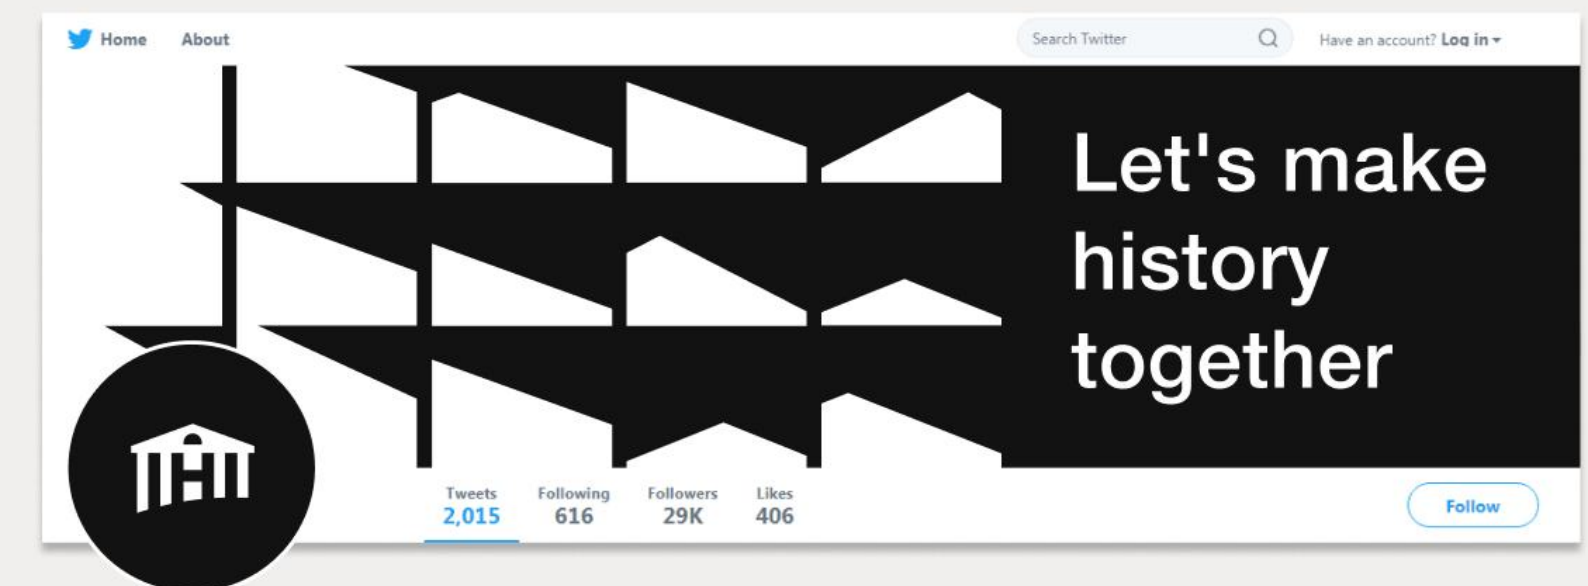 Home About Search Twitter Have an account? Log in
Let's make
history
together
Tweets Following Followers Likes
2,015 616 29K 406
Follow